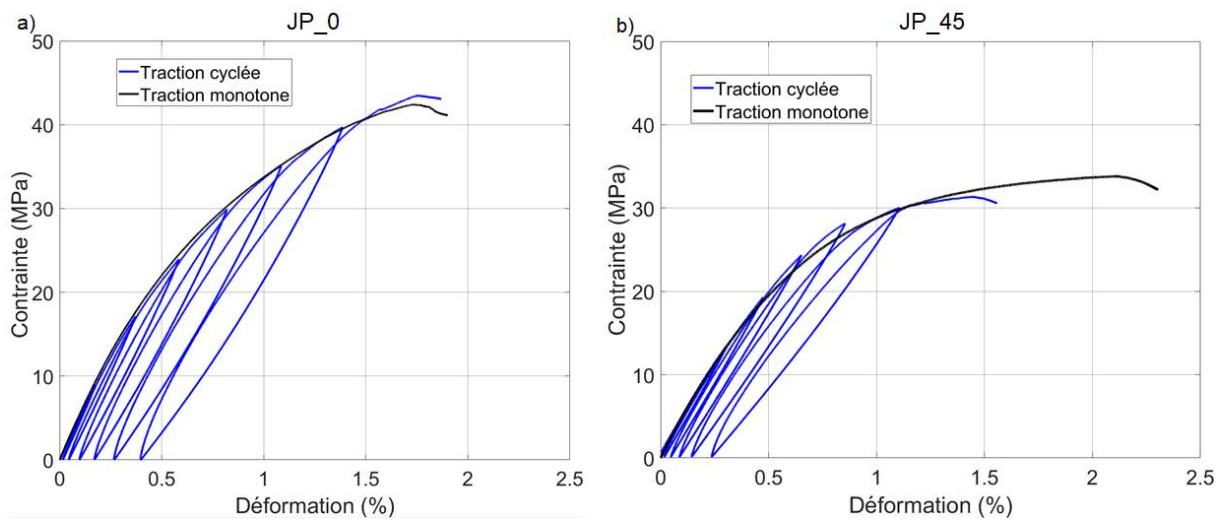 a)
JP_0
50
40
30
20
10
0
Contrainte (MPa)
Traction cyclée
Traction monotone
0
0.5
1
1.5
2
2.5
Déformation (%)
b)
JP_45
50
40
30
20
10
0
Contrainte (MPa)
Traction cyclée
Traction monotone
0
0.5
1
1.5
2
2.5
Déformation (%)